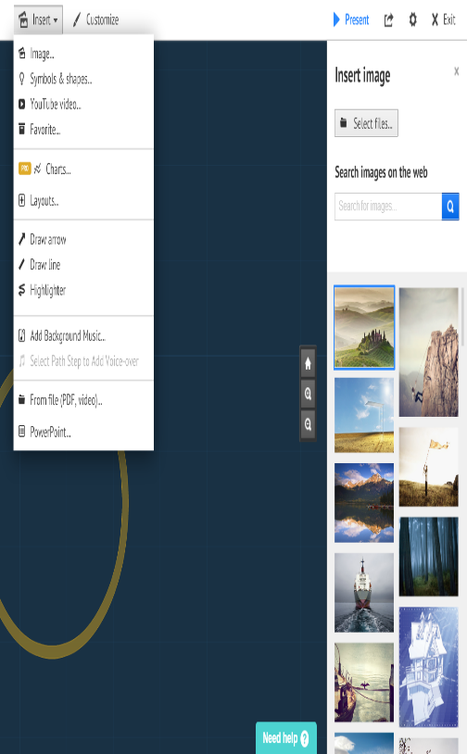 Insert
Customize
Present
Exit
Image...
Symbols & shapes...
YouTube video...
Favorite...
PRO Charts...
Layouts...
Draw arrow
Draw line
Highlighter
Add Background Music...
Select Path Step to Add Voice-over
From file (PDF, video)...
PowerPoint...
Insert image
x
Select files...
Search images on the web
Search for images...
Need help ?